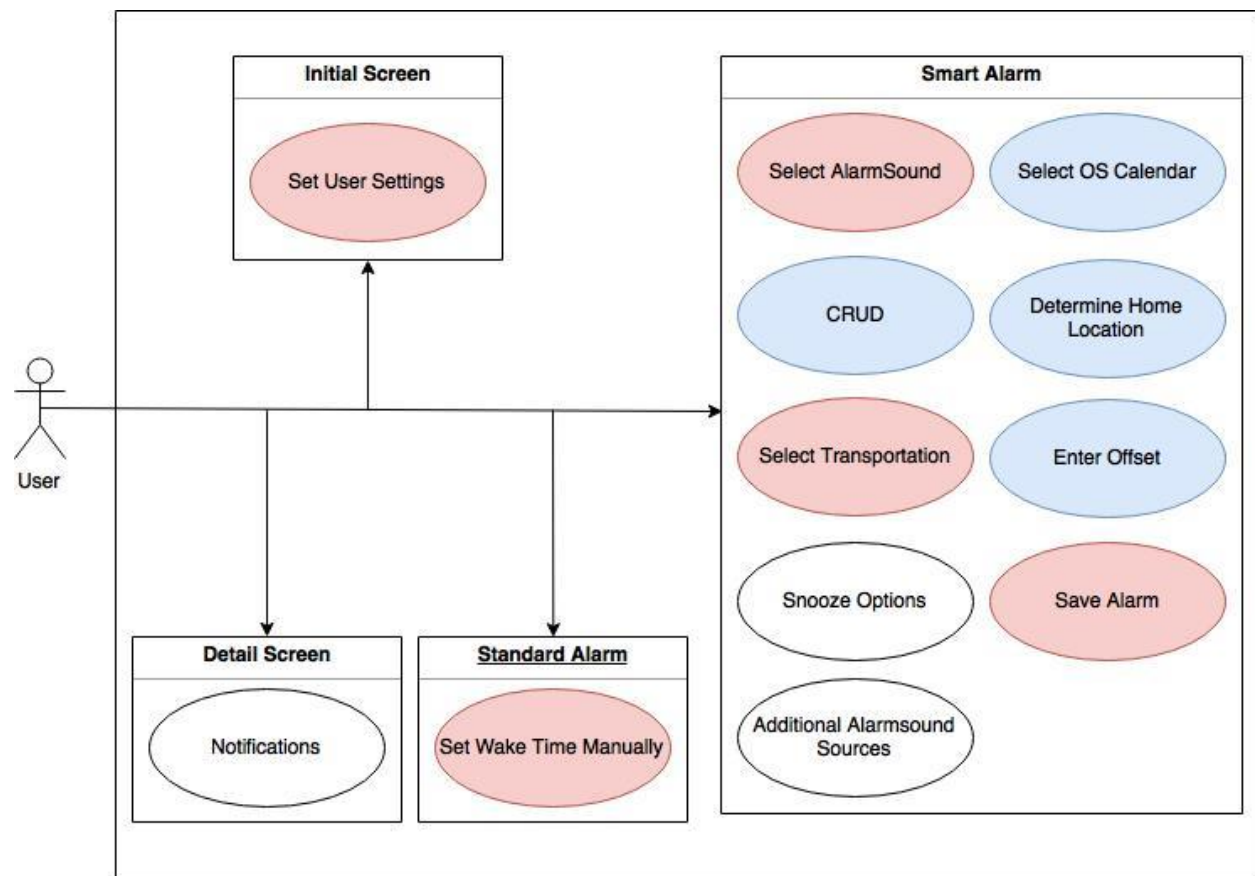 Initial Screen
Set User Settings
Smart Alarm
Select AlarmSound
Select OS Calendar
CRUD
Determine Home
Location
Select Transportation
Enter Offset
Snooze Options
Save Alarm
Additional Alarmsound
Sources
User
Detail Screen
Notifications
Standard Alarm
Set Wake Time Manually